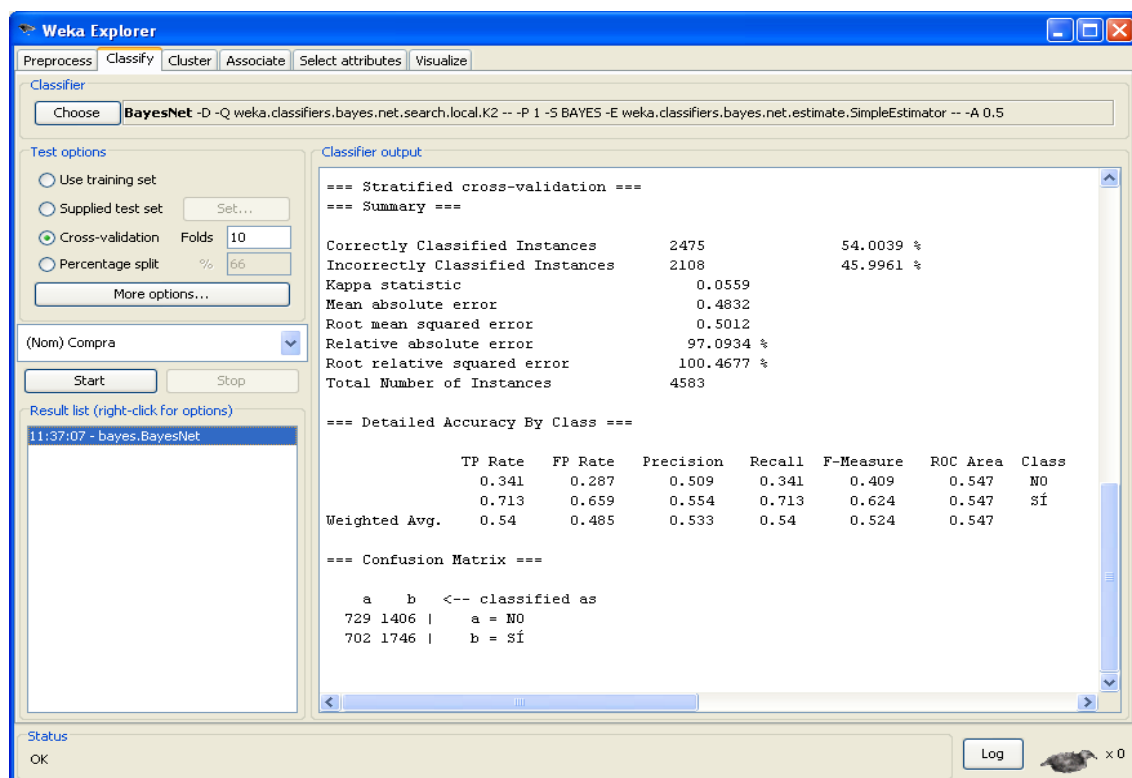 Weka Explorer
Preprocess Classify Cluster Associate Select attributes Visualize
Classifier
Choose BayesNet -D -Q weka.classifiers.bayes.net.search.local.K2 -- -P 1 -S BAYES -E weka.classifiers.bayes.net.estimate.SimpleEstimator -- -A 0.5
Test options
Use training set
Supplied test set Set...
Cross-validation Folds 10
Percentage split % 66
More options...
(Nom) Compra
Start Stop
Result list (right-click for options)
11:37:07 - bayes.BayesNet
Classifier output
=== Stratified cross-validation ===
=== Summary ===
Correctly Classified Instances 2475 54.0039 %
Incorrectly Classified Instances 2108 45.9961 %
Kappa statistic 0.0559
Mean absolute error 0.4832
Root mean squared error 0.5012
Relative absolute error 97.0934 %
Root relative squared error 100.4677 %
Total Number of Instances 4583
=== Detailed Accuracy By Class ===
TP Rate FP Rate Precision Recall F-Measure ROC Area Class
0.341 0.287 0.509 0.341 0.409 0.547 NO
0.713 0.659 0.554 0.713 0.624 0.547 SÍ
Weighted Avg. 0.54 0.485 0.533 0.54 0.524 0.547
=== Confusion Matrix ===
a b <-- classified as
729 1406 | a = NO
702 1746 | b = SÍ
Status
OK
Log
x 0